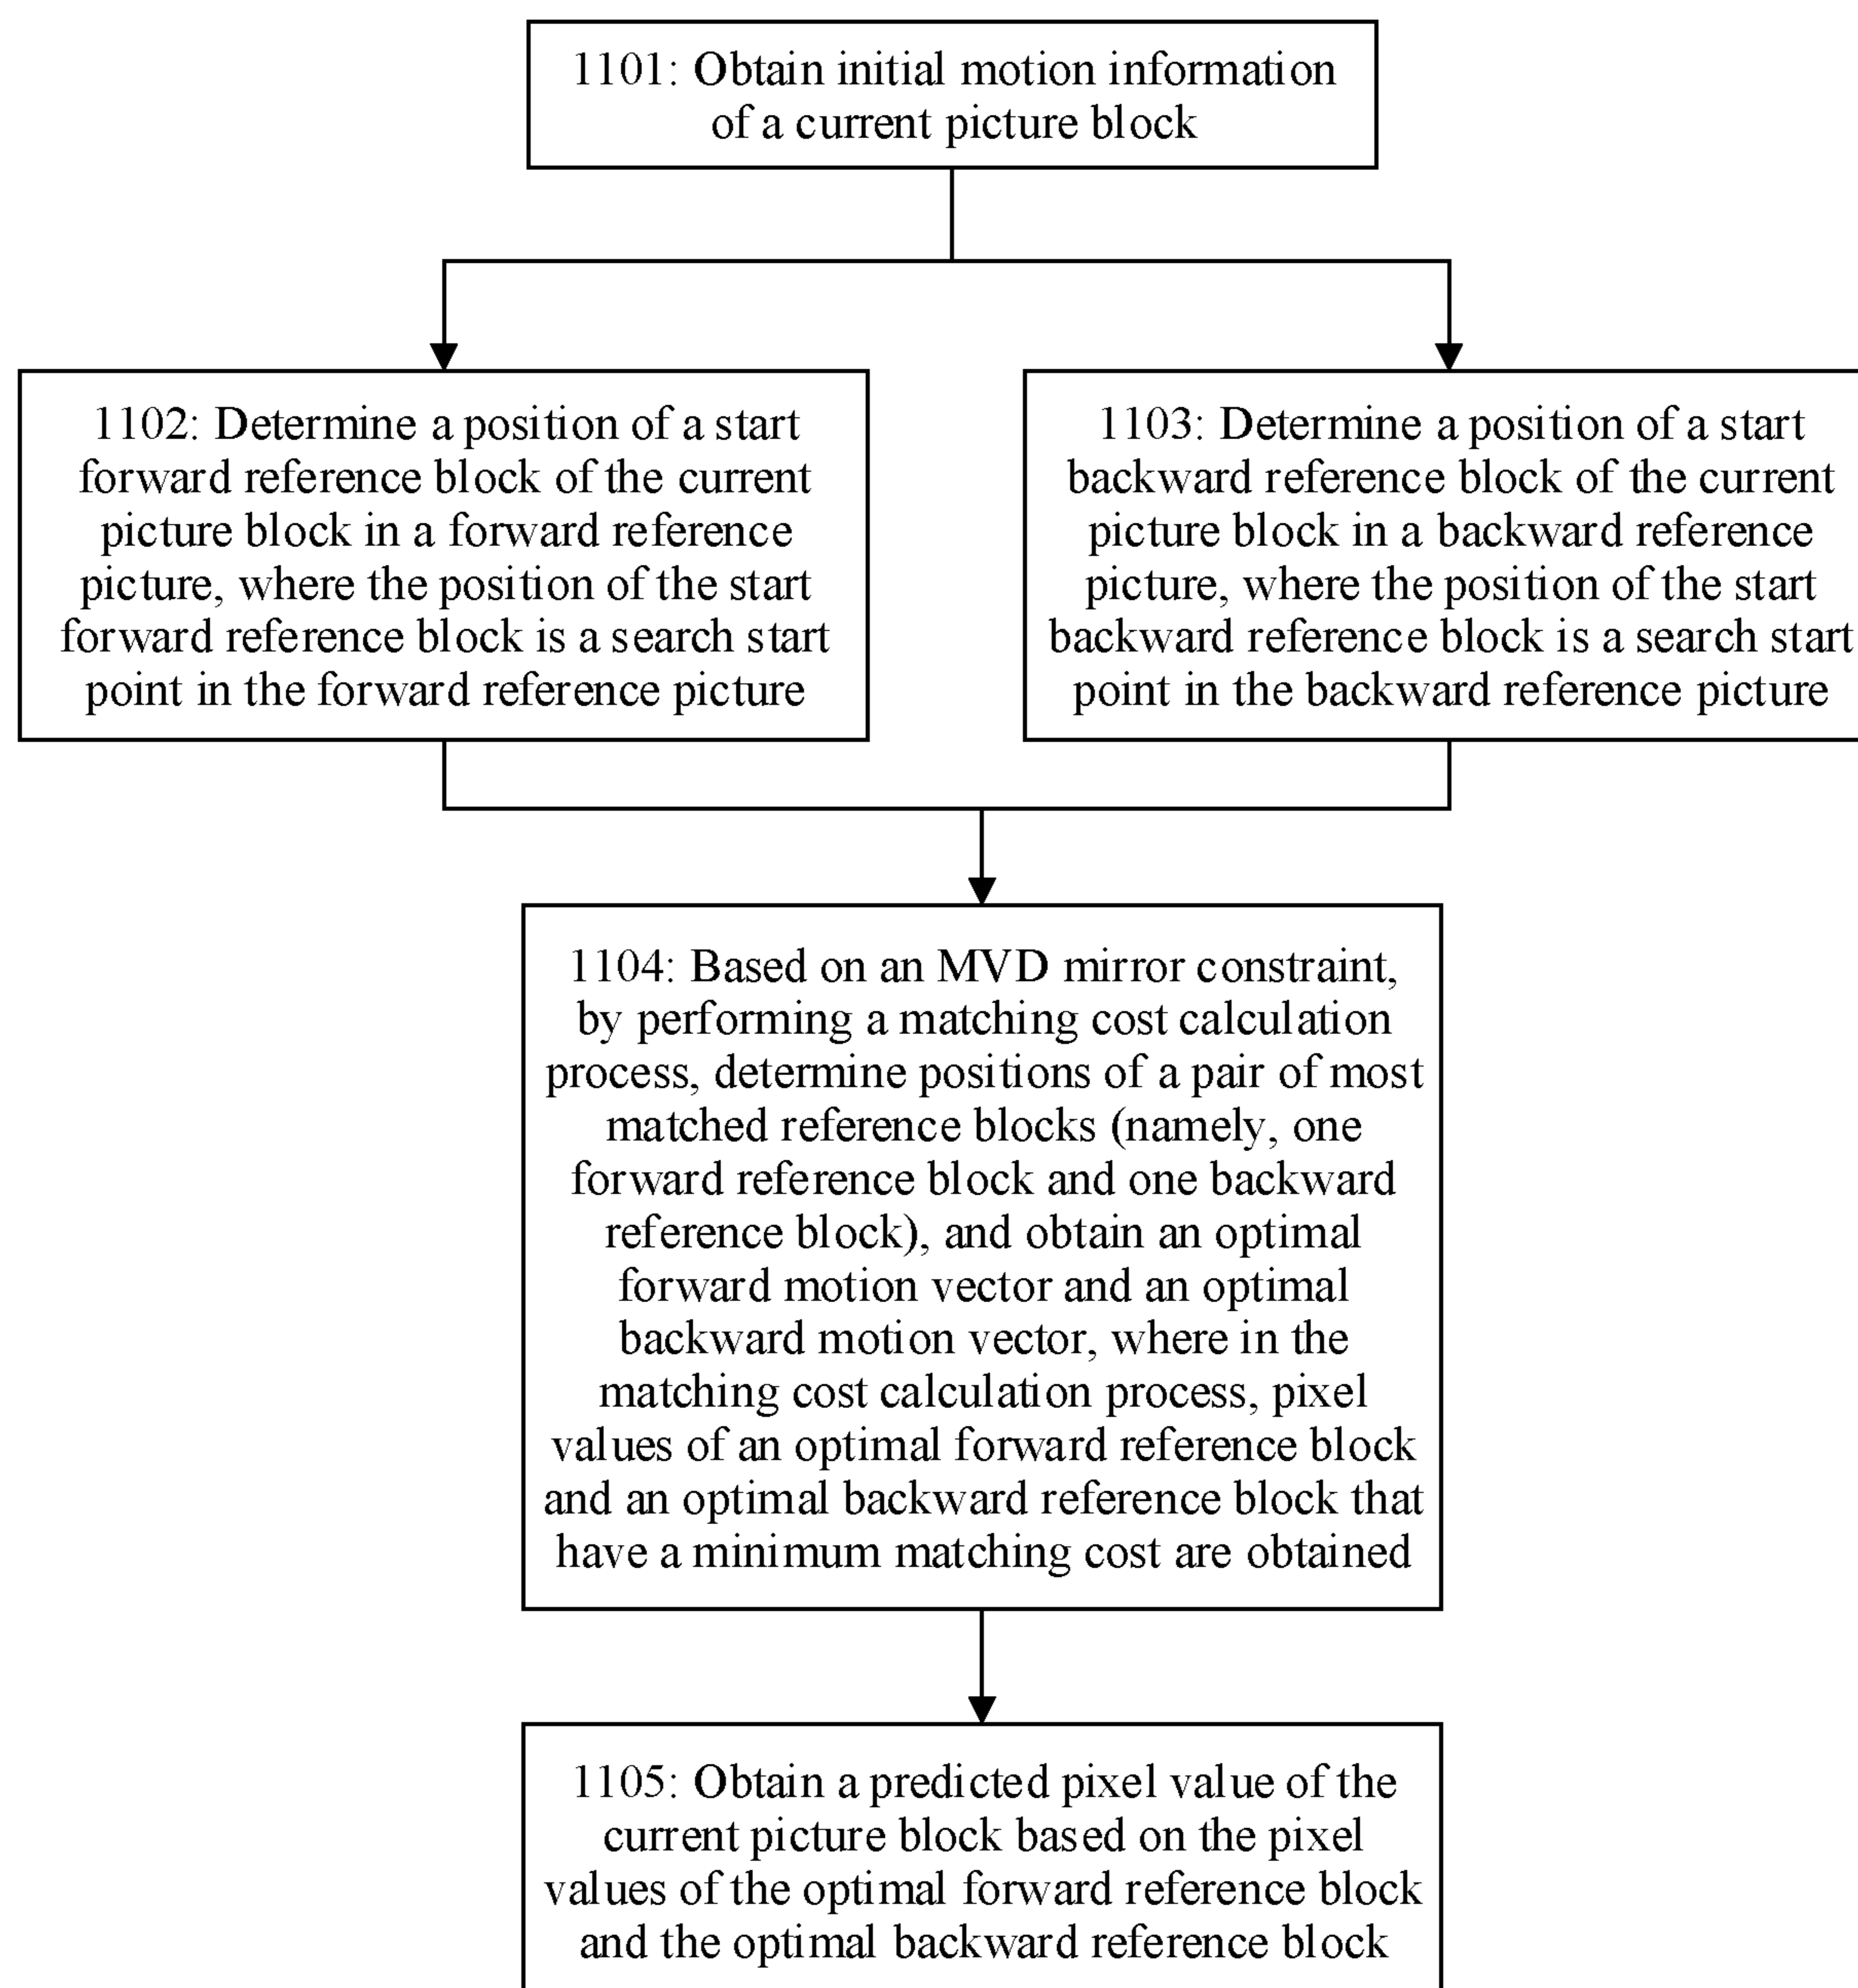 1101: Obtain initial motion information
of a current picture block
1102: Determine a position of a start
forward reference block of the current
picture block in a forward reference
picture, where the position of the start
forward reference block is a search start
point in the forward reference picture
1103: Determine a position of a start
backward reference block of the current
picture block in a backward reference
picture, where the position of the start
backward reference block is a search start
point in the backward reference picture
1104: Based on an MVD mirror constraint,
by performing a matching cost calculation
process, determine positions of a pair of most
matched reference blocks (namely, one
forward reference block and one backward
reference block), and obtain an optimal
forward motion vector and an optimal
backward motion vector, where in the
matching cost calculation process, pixel
values of an optimal forward reference block
and an optimal backward reference block that
have a minimum matching cost are obtained
1105: Obtain a predicted pixel value of the
current picture block based on the pixel
values of the optimal forward reference block
and the optimal backward reference block